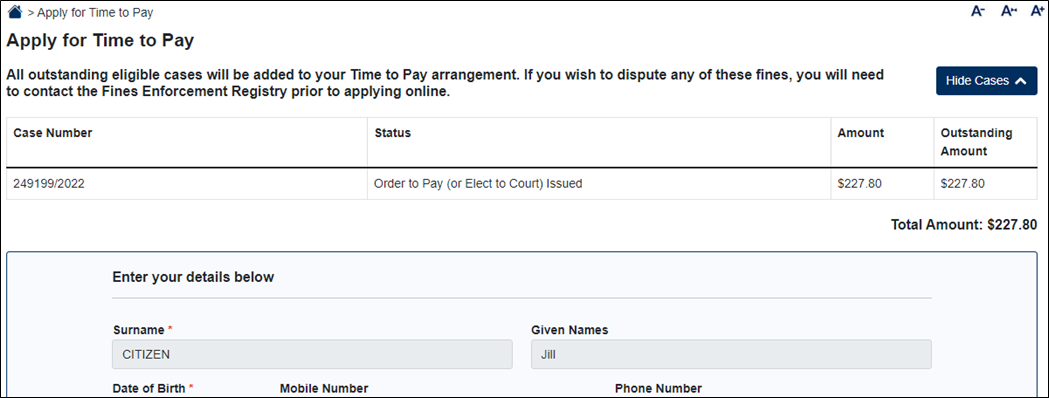 > Apply for Time to Pay
A- A↔ A+
Apply for Time to Pay
All outstanding eligible cases will be added to your Time to Pay arrangement. If you wish to dispute any of these fines, you will need
to contact the Fines Enforcement Registry prior to applying online.
Hide Cases
Case Number Status Amount Outstanding
Amount
249199/2022 Order to Pay (or Elect to Court) Issued $227.80 $227.80
Total Amount: $227.80
Enter your details below
Surname * Given Names
CITIZEN Jill
Date of Birth * Mobile Number Phone Number